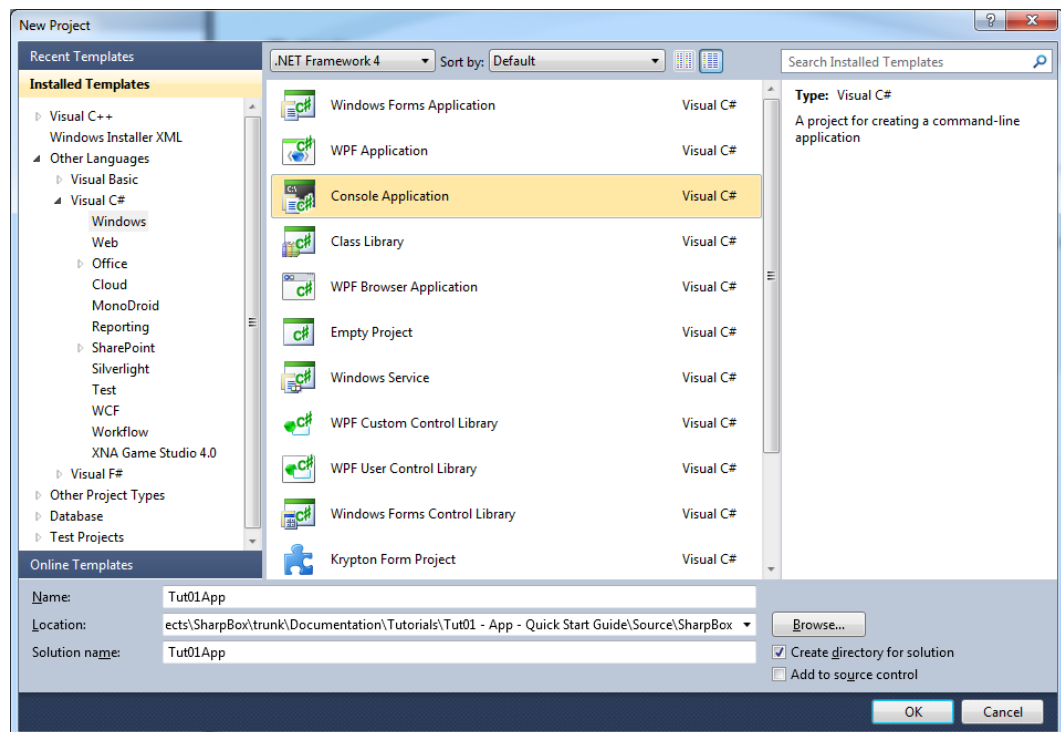 New Project
Recent Templates
Installed Templates
Visual C++
Windows Installer XML
Other Languages
Visual Basic
Visual C#
Windows
Web
Office
Cloud
MonoDroid
Reporting
SharePoint
Silverlight
Test
WCF
Workflow
XNA Game Studio 4.0
Visual F#
Other Project Types
Database
Test Projects
Online Templates
.NET Framework 4 Sort by: Default
Windows Forms Application Visual C#
WPF Application Visual C#
Console Application Visual C#
Class Library Visual C#
WPF Browser Application Visual C#
Empty Project Visual C#
Windows Service Visual C#
WPF Custom Control Library Visual C#
WPF User Control Library Visual C#
Windows Forms Control Library Visual C#
Krypton Form Project Visual C#
Search Installed Templates
Type: Visual C#
A project for creating a command-line
application
Name: Tut01App
Location: ects\SharpBox\trunk\Documentation\Tutorials\Tut01 - App - Quick Start Guide\Source\SharpBox Browse...
Solution name: Tut01App
Create directory for solution
Add to source control
OK Cancel